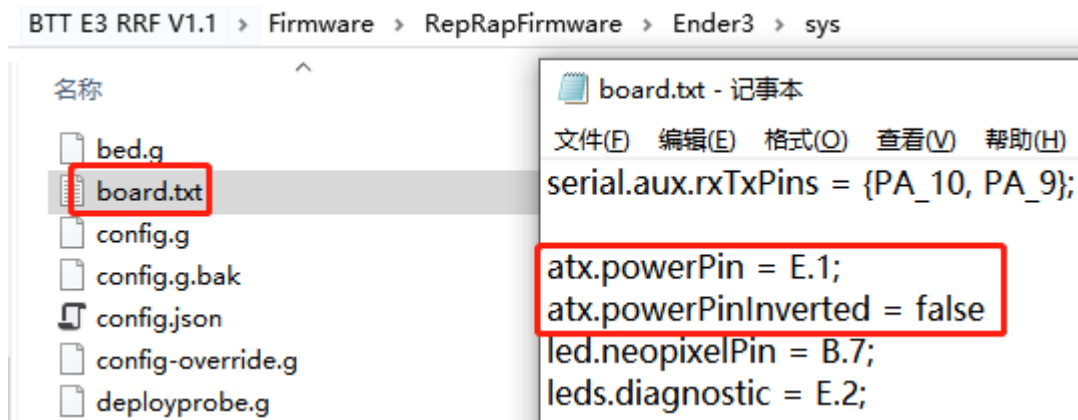 BTT E3 RRF V1.1 > Firmware > RepRapFirmware > Ender3 > sys
名称
bed.g
board.txt
config.g
config.g.bak
config.json
config-override.g
deployprobe.g
board.txt - 记事本
文件(F) 编辑(E) 格式(O) 查看(V) 帮助(H)
serial.aux.rxTxPins = {PA_10, PA_9};
atx.powerPin = E.1;
atx.powerPinInverted = false
led.neopixelPin = B.7;
leds.diagnostic = E.2;